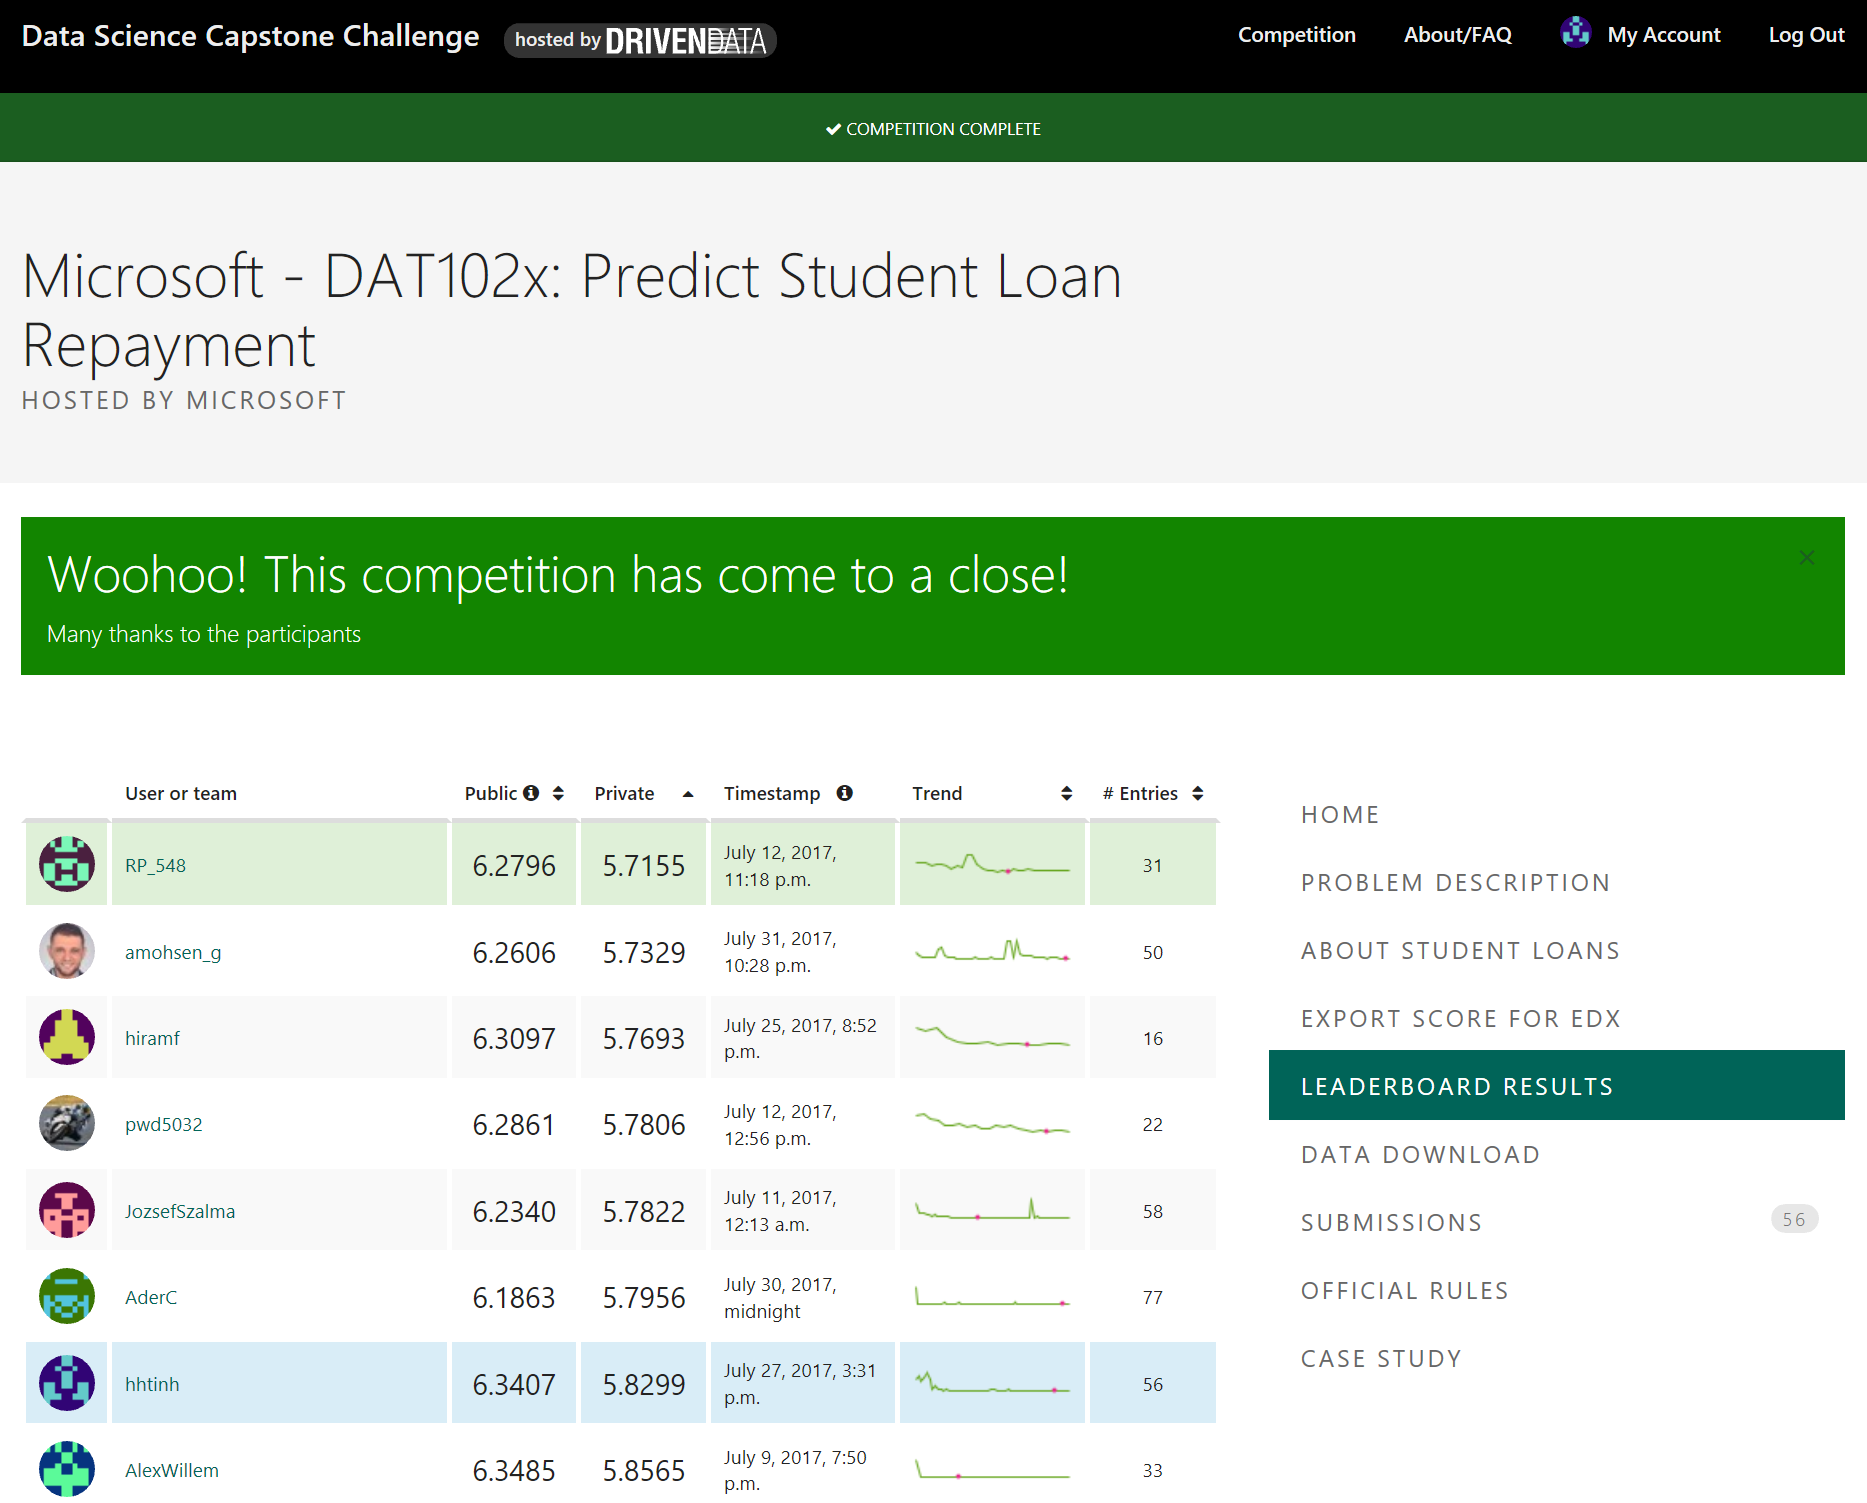 Data Science Capstone Challenge hosted by DRIVENDATA Competition About/FAQ My Account Log Out
COMPETITION COMPLETE
Microsoft - DAT102x: Predict Student Loan
Repayment
HOSTED BY MICROSOFT
Woohoo! This competition has come to a close!
×
Many thanks to the participants
User or team Public Private Timestamp Trend # Entries
RP_548 6.2796 5.7155 July 12, 2017, 11:18 p.m. 31
amohsen_g 6.2606 5.7329 July 31, 2017, 10:28 p.m. 50
hiramf 6.3097 5.7693 July 25, 2017, 8:52 p.m. 16
pwd5032 6.2861 5.7806 July 12, 2017, 12:56 p.m. 22
JozsefSzalma 6.2340 5.7822 July 11, 2017, 12:13 a.m. 58
AderC 6.1863 5.7956 July 30, 2017, midnight 77
hhtinh 6.3407 5.8299 July 27, 2017, 3:31 p.m. 56
AlexWillem 6.3485 5.8565 July 9, 2017, 7:50 p.m. 33
HOME
PROBLEM DESCRIPTION
ABOUT STUDENT LOANS
EXPORT SCORE FOR EDX
LEADERBOARD RESULTS
DATA DOWNLOAD
SUBMISSIONS 56
OFFICIAL RULES
CASE STUDY